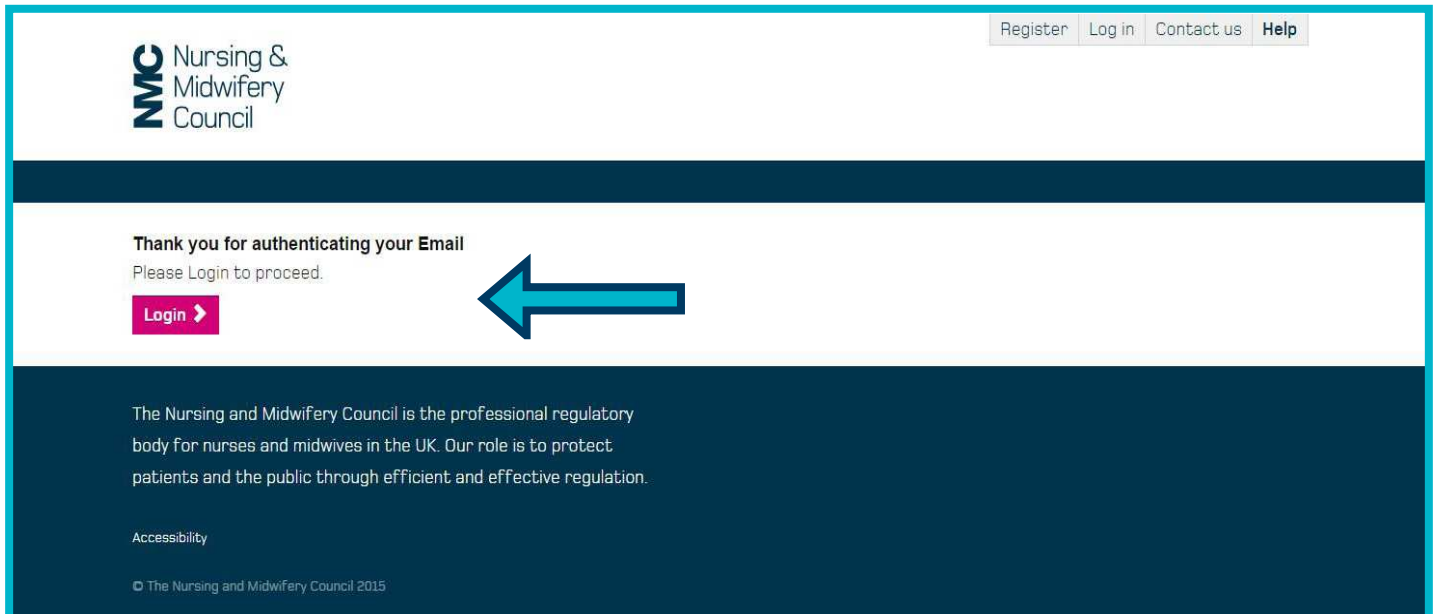 Register Log in Contact us Help
NMC
Nursing &
Midwifery
Council
Thank you for authenticating your Email
Please Login to proceed.
Login
The Nursing and Midwifery Council is the professional regulatory
body for nurses and midwives in the UK. Our role is to protect
patients and the public through efficient and effective regulation.
Accessibility
© The Nursing and Midwifery Council 2015